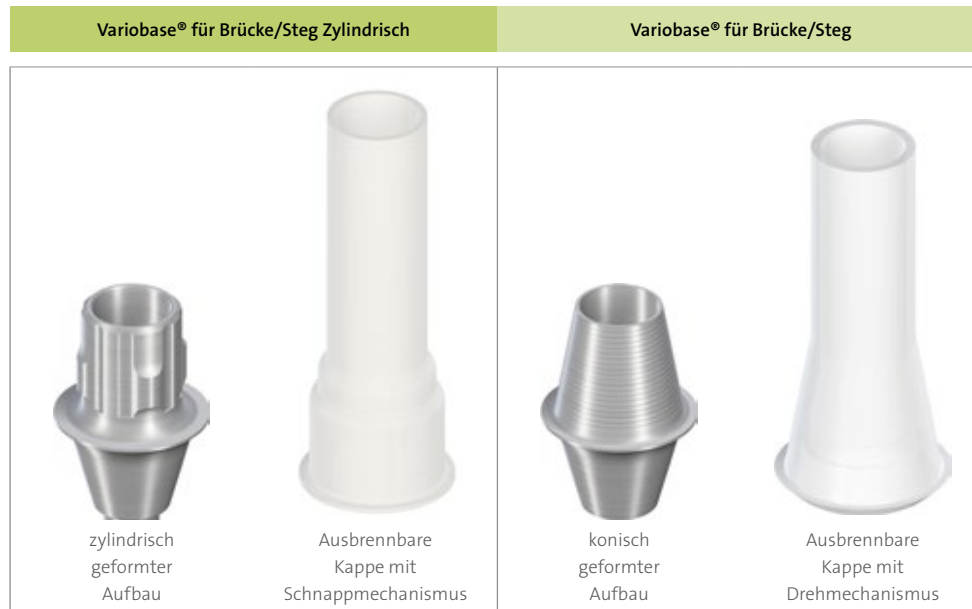 Variobase® für Brücke/Steg Zylindrisch
Variobase® für Brücke/Steg
zylindrisch
geformter
Aufbau
Ausbrennbare
Kappe mit
Schnappmechanismus
konisch
geformter
Aufbau
Ausbrennbare
Kappe mit
Drehmechanismus